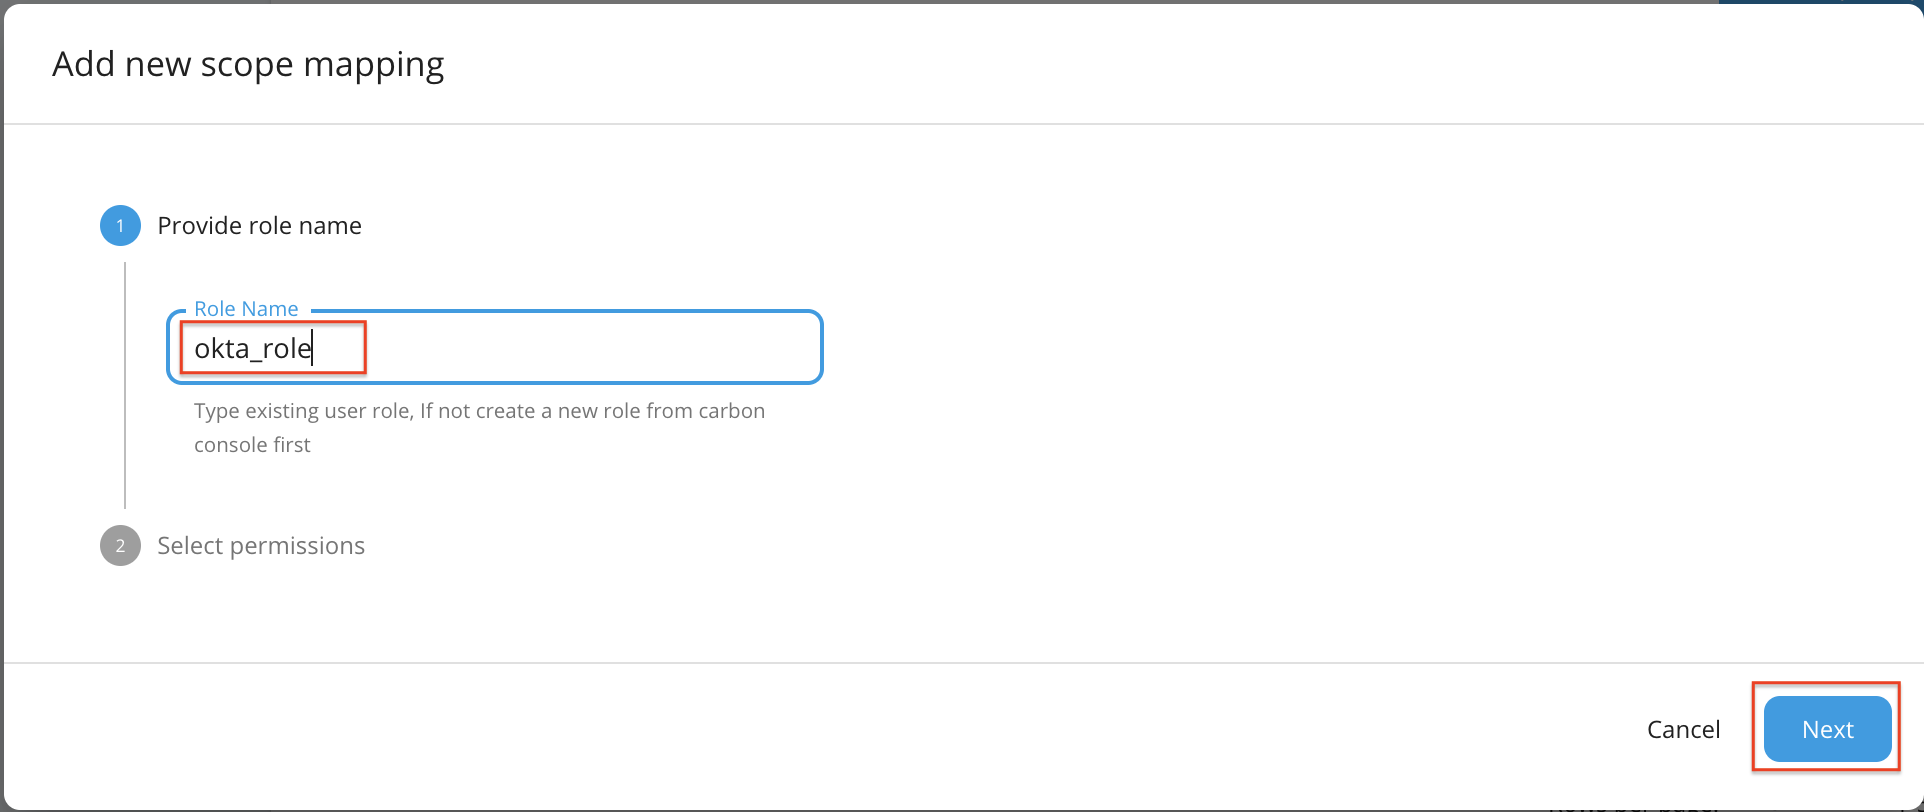 Add new scope mapping
1
Provide role name
Role Name
okta_role
Type existing user role, If not create a new role from carbon
console first
2
Select permissions
Cancel
Next